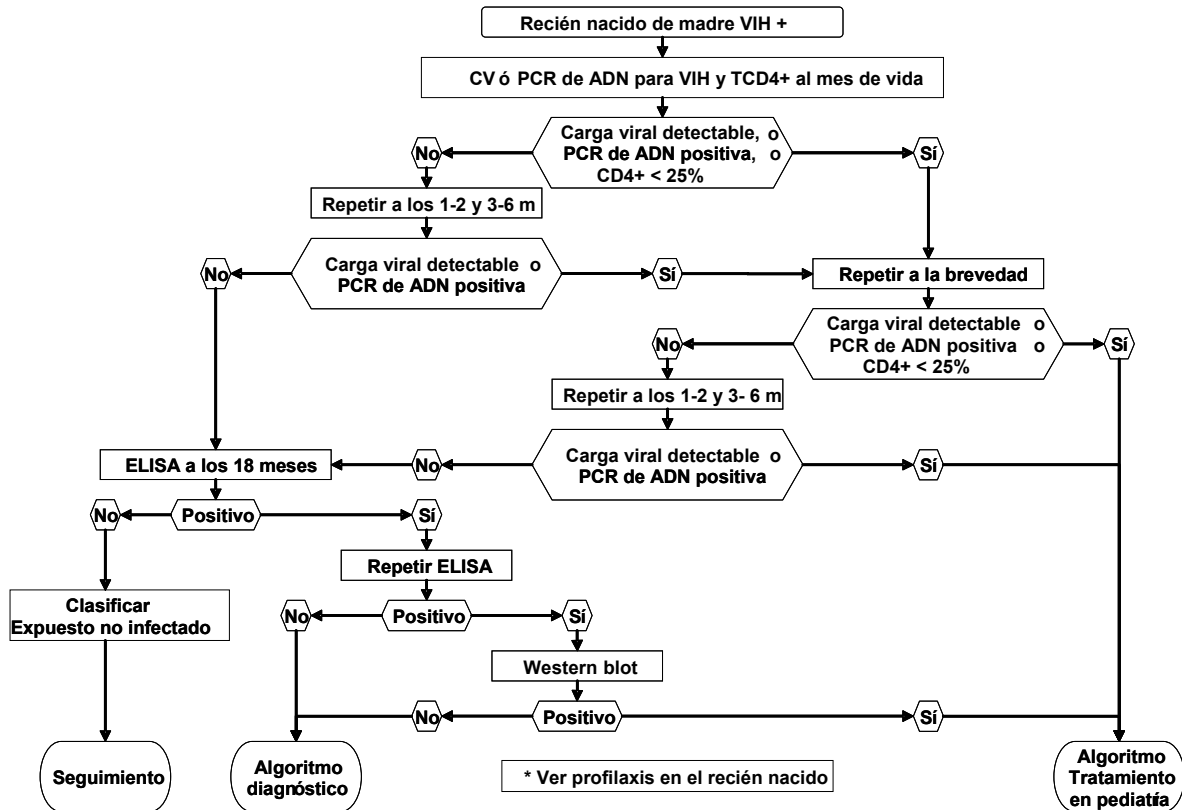 Recién nacido de madre VIH +
CV ó PCR de ADN para VIH y TCD4+ al mes de vida
Carga viral detectable, o
PCR de ADN positiva, o
CD4+ < 25%
No
Sí
Repetir a los 1-2 y 3-6 m
Carga viral detectable o
PCR de ADN positiva
No
Sí
Repetir a la brevedad
Carga viral detectable o
PCR de ADN positiva o
CD4+ < 25%
No
Sí
Repetir a los 1-2 y 3- 6 m
Carga viral detectable o
PCR de ADN positiva
No
Sí
ELISA a los 18 meses
No
Positivo
Sí
Repetir ELISA
Clasificar
Expuesto no infectado
No
Positivo
Sí
Western blot
No
Positivo
Sí
Seguimiento
Algoritmo
diagnóstico
* Ver profilaxis en el recién nacido
Algoritmo
Tratamiento
en pediatría